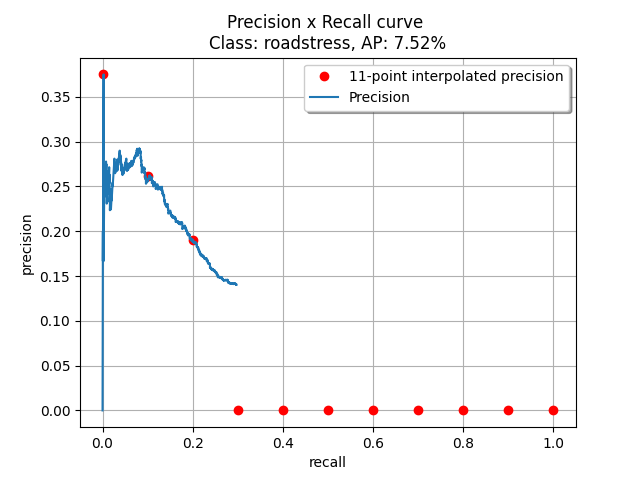 Precision x Recall curve
Class: roadstress, AP: 7.52%
11-point interpolated precision
Precision
precision
0.35
0.30
0.25
0.20
0.15
0.10
0.05
0.00
0.0 0.2 0.4 0.6 0.8 1.0
recall